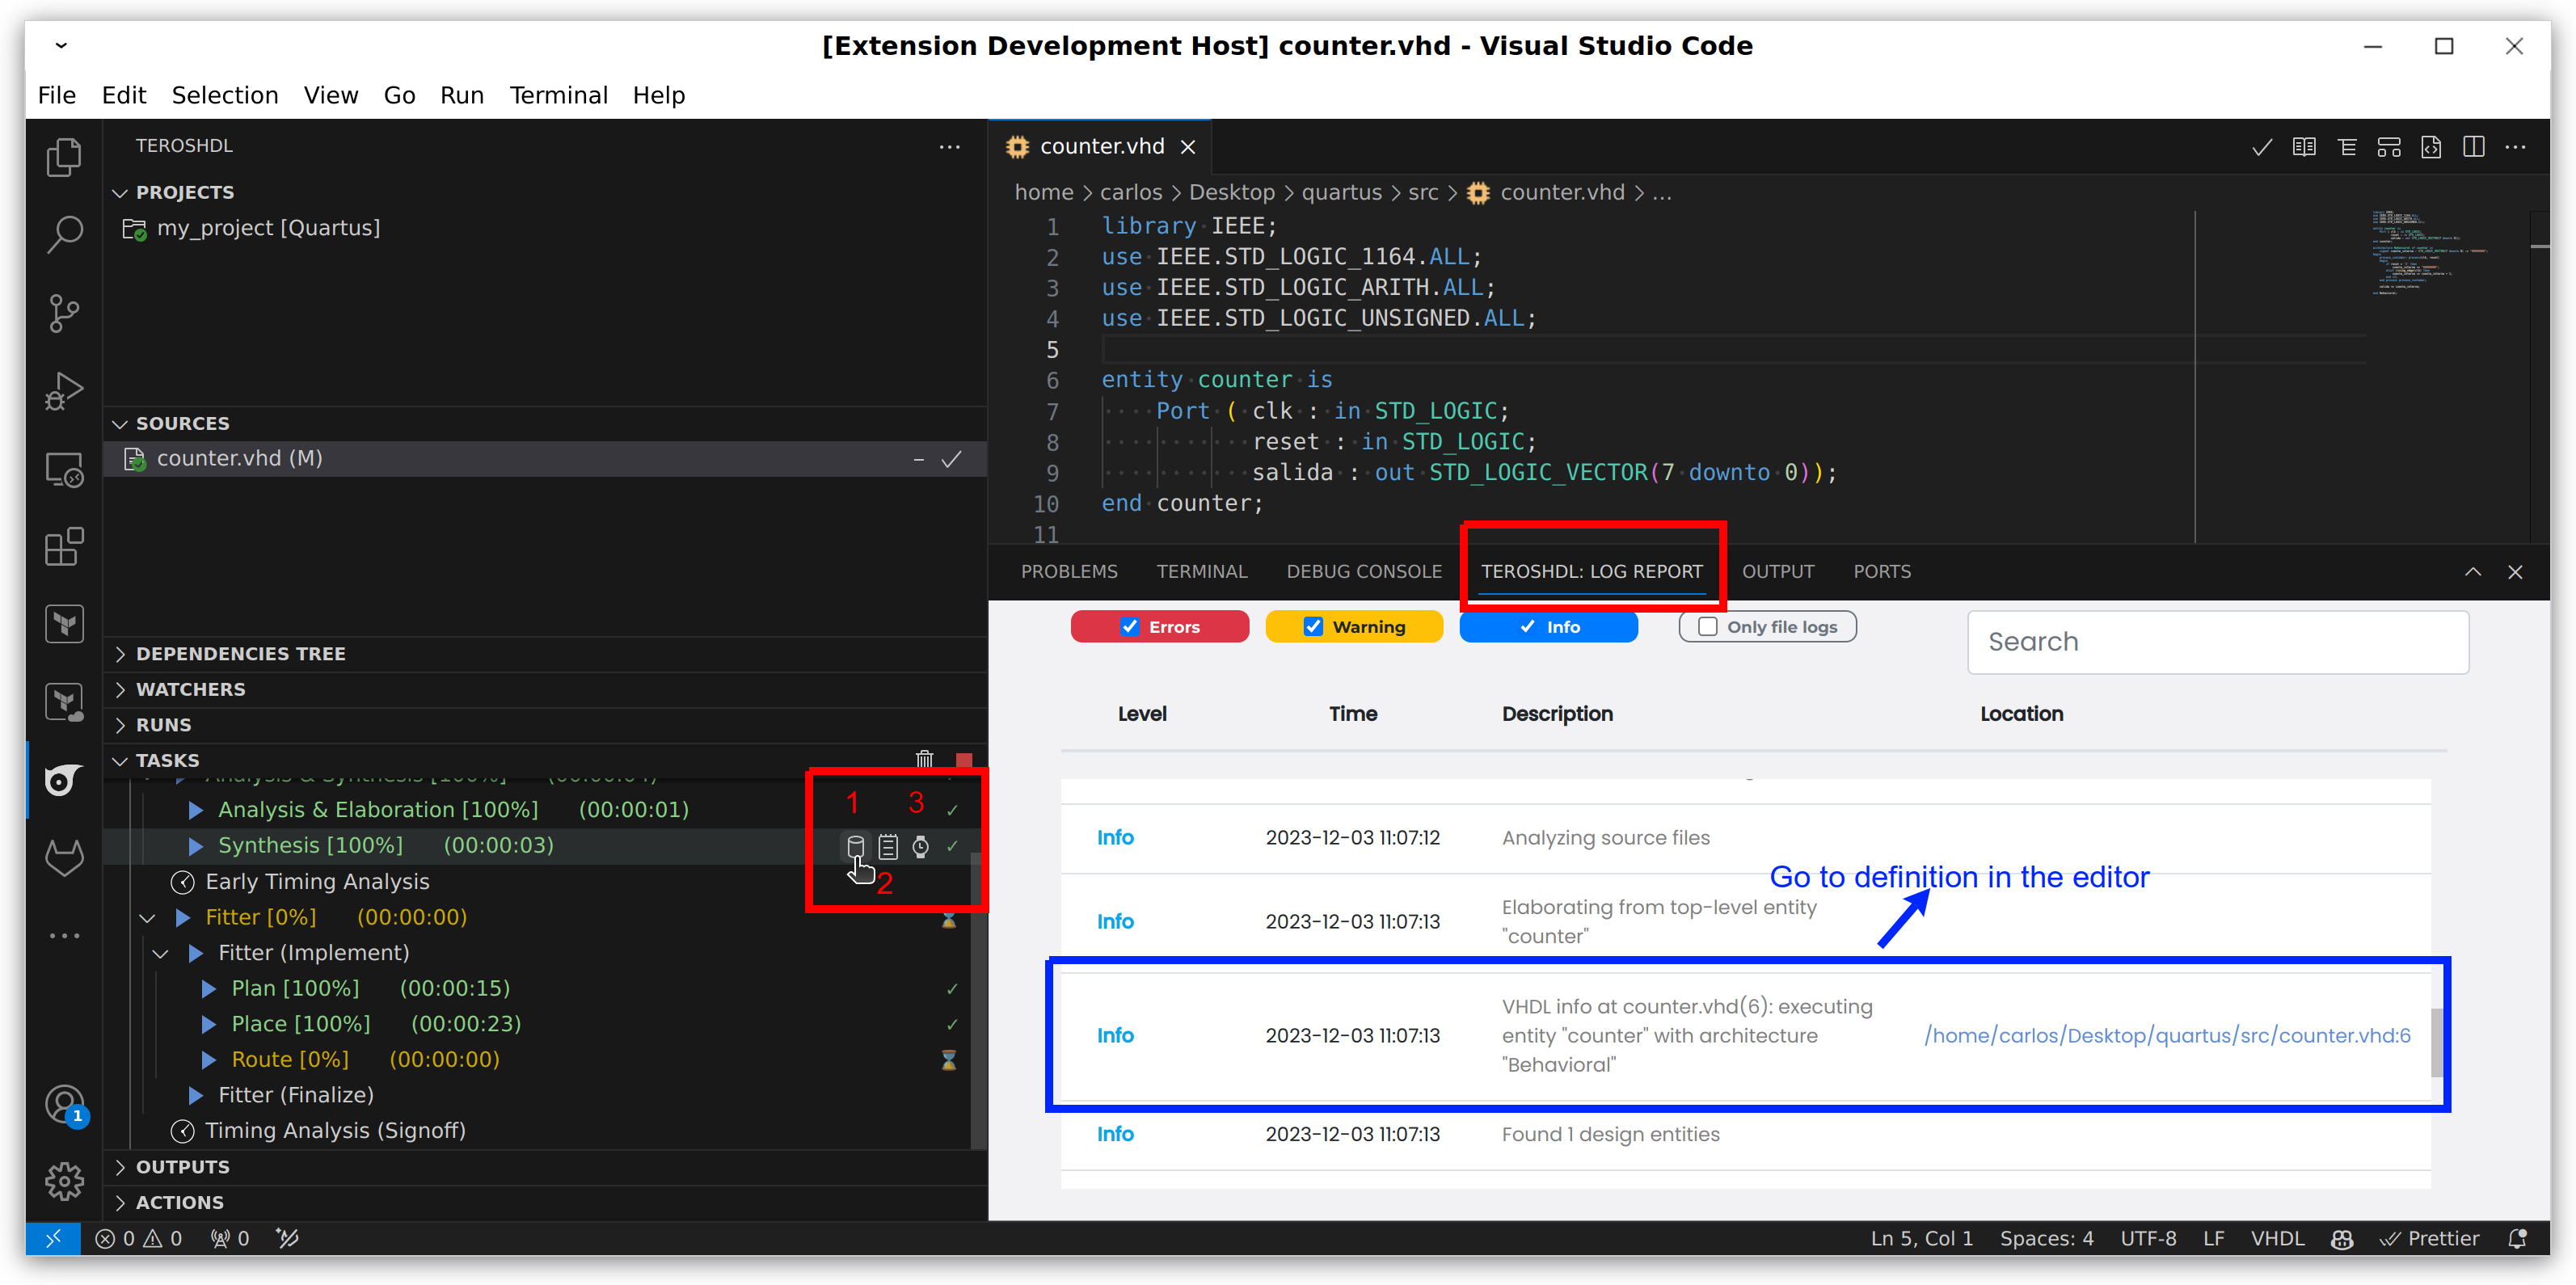 [Extension Development Host] counter.vhd - Visual Studio Code
File Edit Selection View Go Run Terminal Help
TEROSHDL
PROJECTS
my_project [Quartus]
SOURCES
counter.vhd (M)
DEPENDENCIES TREE
WATCHERS
RUNS
TASKS
Analysis & Synthesis [100%] (00:00:04)
Analysis & Elaboration [100%] (00:00:01)
Synthesis [100%] (00:00:03)
1 3
2
Early Timing Analysis
Fitter [0%] (00:00:00)
Fitter (Implement)
Plan [100%] (00:00:15)
Place [100%] (00:00:23)
Route [0%] (00:00:00)
Fitter (Finalize)
Timing Analysis (Signoff)
OUTPUTS
ACTIONS
1
counter.vhd
home > carlos > Desktop > quartus > src > counter.vhd > ...
1 library IEEE;
2 use IEEE.STD_LOGIC_1164.ALL;
3 use IEEE.STD_LOGIC_ARITH.ALL;
4 use IEEE.STD_LOGIC_UNSIGNED.ALL;
5
6 entity counter is
7 Port ( clk : in STD_LOGIC;
8 reset : in STD_LOGIC;
9 salida : out STD_LOGIC_VECTOR(7 downto 0));
10 end counter;
11
PROBLEMS TERMINAL DEBUG CONSOLE TEROSHDL: LOG REPORT OUTPUT PORTS
Errors Warning Info Only file logs Search
Level Time Description Location
Info 2023-12-03 11:07:12 Analyzing source files
Go to definition in the editor
Info 2023-12-03 11:07:13 Elaborating from top-level entity
"counter"
VHDL info at counter.vhd(6): executing
Info 2023-12-03 11:07:13 entity "counter" with architecture /home/carlos/Desktop/quartus/src/counter.vhd:6
"Behavioral"
Info 2023-12-03 11:07:13 Found 1 design entities
0 0 0 Ln 5, Col 1 Spaces: 4 UTF-8 LF VHDL Prettier